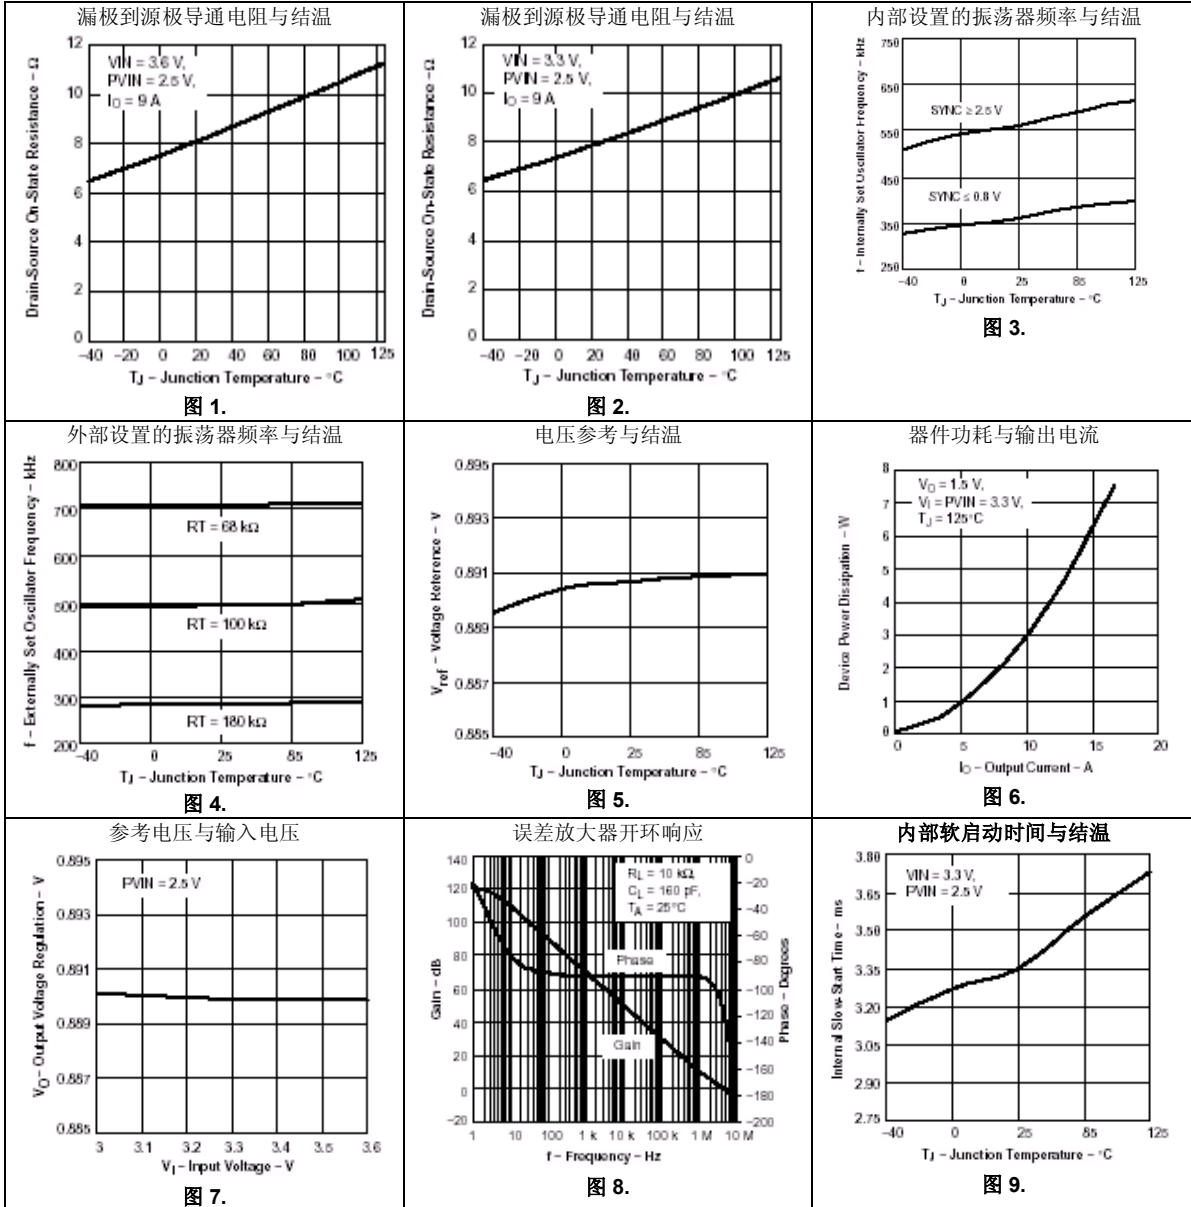 漏极到源极导通电阻与结温
VIN = 3.6 V,
PVIN = 2.5 V,
IO = 9 A
Drain-Source On-State Resistance – Ω
12
10
8
6
4
2
0
–40 –20 0 20 40 60 80 100 125
TJ – Junction Temperature – °C
图 1.
漏极到源极导通电阻与结温
VIN = 3.3 V,
PVIN = 2.5 V,
IO = 9 A
Drain-Source On-State Resistance – Ω
12
10
8
6
4
2
0
–40 –20 0 20 40 60 80 100 125
TJ – Junction Temperature – °C
图 2.
内部设置的振荡器频率与结温
f – Internally Set Oscillator Frequency – kHz
750
650
550
450
350
250
SYNC ≥ 2.5 V
SYNC ≤ 0.8 V
–40 0 25 85 125
TJ – Junction Temperature – °C
图 3.
外部设置的振荡器频率与结温
f – Externally Set Oscillator Frequency – kHz
800
700
600
500
400
300
200
RT = 68 kΩ
RT = 100 kΩ
RT = 180 kΩ
–40 0 25 85 125
TJ – Junction Temperature – °C
图 4.
电压参考与结温
Vref – Voltage Reference – V
0.895
0.893
0.891
0.889
0.887
0.885
–40 0 25 85 125
TJ – Junction Temperature – °C
图 5.
器件功耗与输出电流
VO = 1.5 V,
VI = PVIN = 3.3 V,
TJ = 125°C
Device Power Dissipation – W
8
7
6
5
4
3
2
1
0
0 5 10 15 20
IO – Output Current – A
图 6.
参考电压与输入电压
PVIN = 2.5 V
VO – Output Voltage Regulation – V
0.895
0.893
0.891
0.889
0.887
0.885
3 3.1 3.2 3.3 3.4 3.5 3.6
VI – Input Voltage – V
图 7.
误差放大器开环响应
RL = 10 kΩ,
CL = 160 pF,
TA = 25°C
Phase
Gain
Gain – dB
140
120
100
80
60
40
20
0
–20
Phase – Degrees
0
–20
–40
–60
–80
–100
–120
–140
–160
–180
–200
1 10 100 1 k 10 k 100 k 1 M 10 M
f – Frequency – Hz
图 8.
内部软启动时间与结温
VIN = 3.3 V,
PVIN = 2.5 V
Internal Slow-Start Time – ms
3.80
3.65
3.50
3.35
3.20
3.05
2.90
2.75
–40 0 25 85 125
TJ – Junction Temperature – °C
图 9.